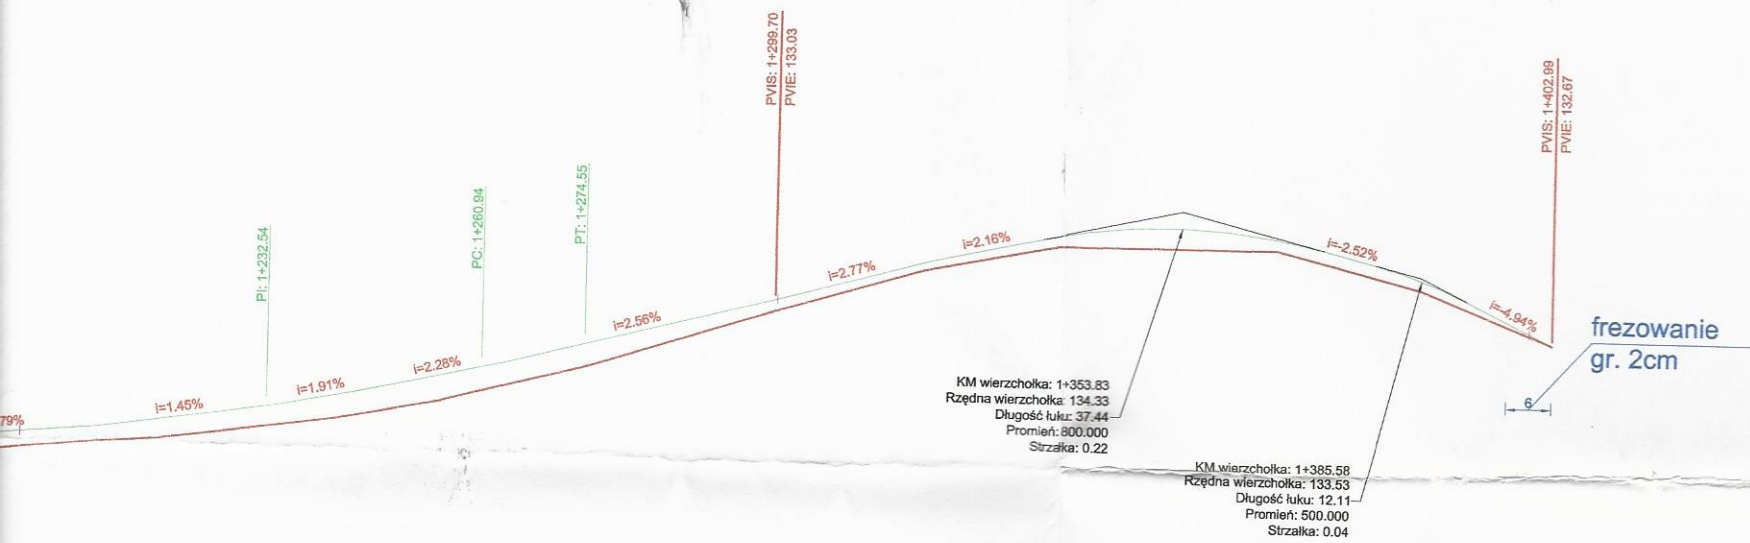 PVIS: 1+299.70
PVIE: 133.03
PVIS: 1+402.99
PVIE: 132.67
PT: 1+274.55
PC: 1+260.94
PI: 1+232.54
79%
i=1.45%
i=1.91%
i=2.28%
i=2.56%
i=2.77%
i=2.16%
i=-2.52%
i=-4.94%
frezowanie
gr. 2cm
6
KM wierzchołka: 1+353.83
Rzędna wierzchołka: 134.33
Długość łuku: 37.44
Promień: 800.000
Strzałka: 0.22
KM wierzchołka: 1+385.58
Rzędna wierzchołka: 133.53
Długość łuku: 12.11
Promień: 500.000
Strzałka: 0.04